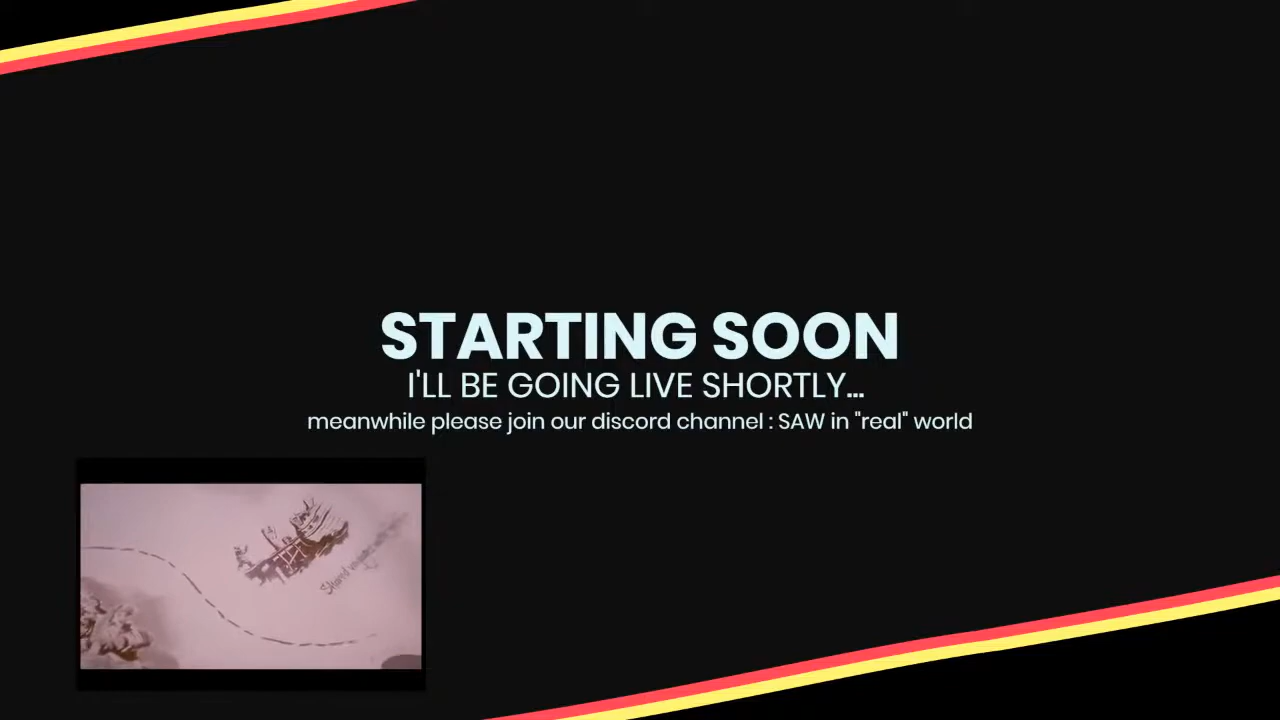 STARTING SOON
I'LL BE GOING LIVE SHORTLY...
meanwhile please join our discord channel : SAW in "real" world